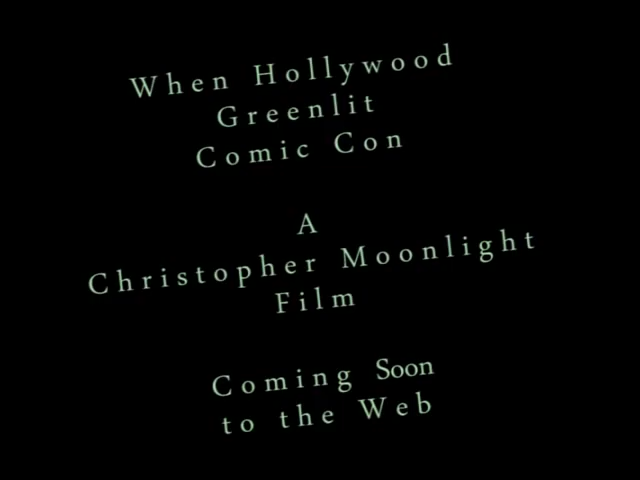 When Hollywood
Greenlit
Comic Con
A
Christopher Moonlight
Film
Coming Soon
to the Web